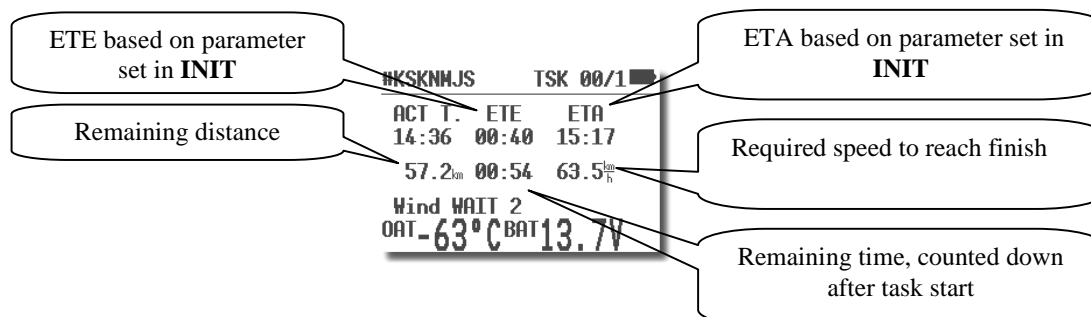 ETE based on parameter
set in INIT
ETA based on parameter set in
INIT
Remaining distance
Required speed to reach finish
Remaining time, counted down
after task start
#KSKNMJS TSK 00/1
ACT T. ETE ETA
14:36 00:40 15:17
57.2km 00:54 63.5km/h
Wind WAIT 2
OAT-63°C BAT13.7V